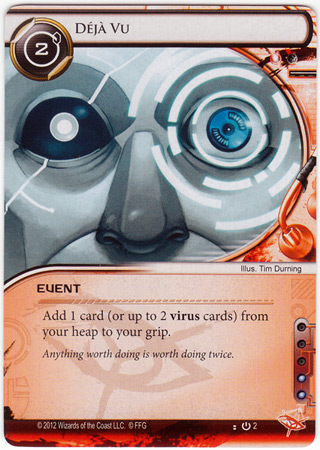 2
DÉJÀ VU
Illus. Tim Durning
EVENT
Add 1 card (or up to 2 virus cards) from
your heap to your grip.
Anything worth doing is worth doing twice.
© 2012 Wizards of the Coast LLC. © FFG
2